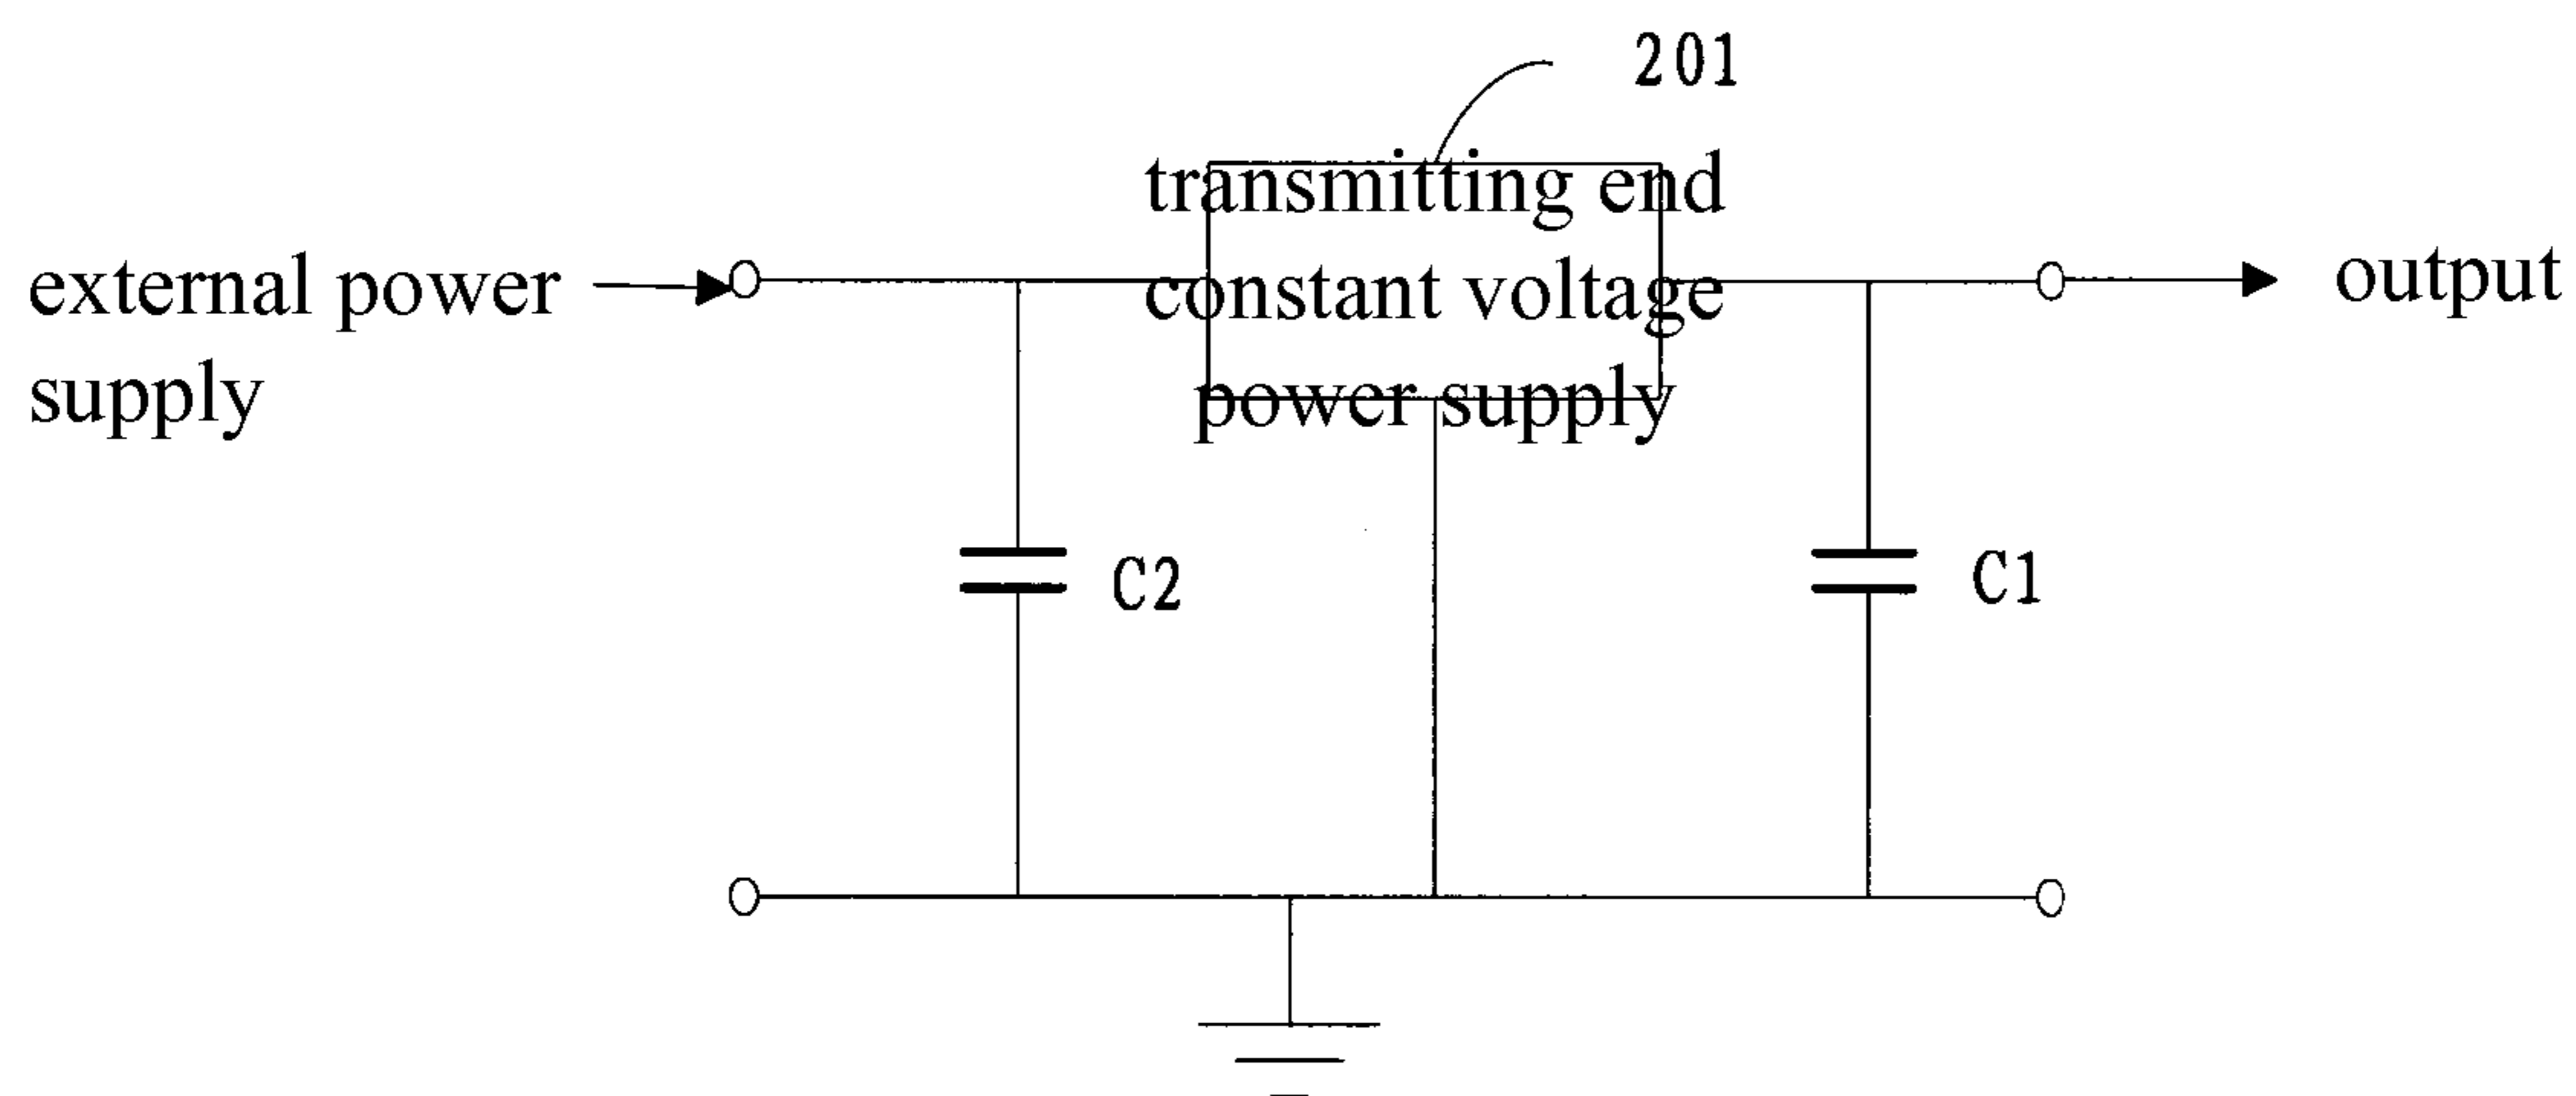 201
transmitting end
constant voltage
power supply
external power
supply
output
C2
C1